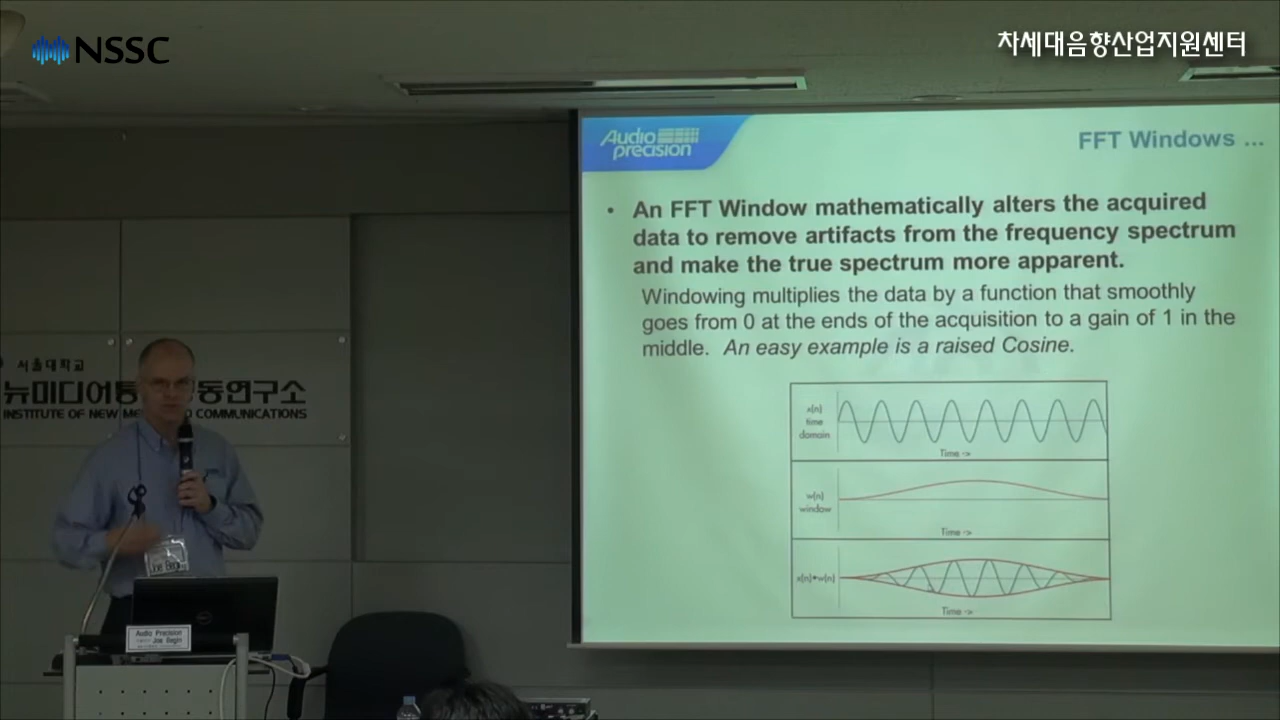 NSSC
차세대음향산업지원센터
Audio
precision
FFT Windows ...
• An FFT Window mathematically alters the acquired
data to remove artifacts from the frequency spectrum
and make the true spectrum more apparent.
Windowing multiplies the data by a function that smoothly
goes from 0 at the ends of the acquisition to a gain of 1 in the
middle. An easy example is a raised Cosine.
x(n)
time
domain
Time ->
w(n)
window
Time ->
x(n)*w(n)
Time ->
서울대학교
뉴미디어통 동연구소
INSTITUTE OF NEW ME COMMUNICATIONS
Joe Begin
Audio Precision
Joe Begin